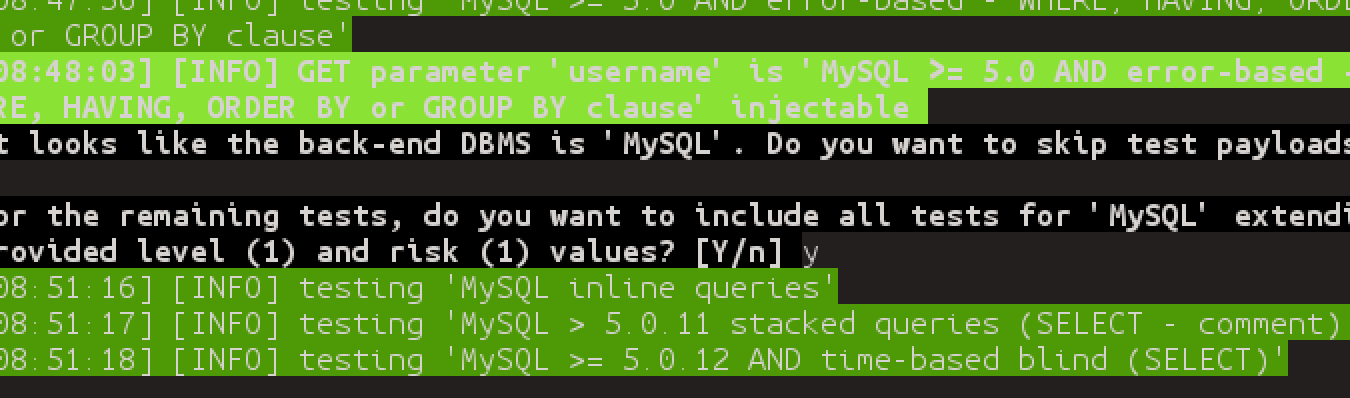 08:47:50] [INFO] testing 'MySQL >= 5.0 AND error-based - WHERE, HAVING, ORD
or GROUP BY clause'
08:48:03] [INFO] GET parameter 'username' is 'MySQL >= 5.0 AND error-based -
RE, HAVING, ORDER BY or GROUP BY clause' injectable
t looks like the back-end DBMS is 'MySQL'. Do you want to skip test payloads
or the remaining tests, do you want to include all tests for 'MySQL' extendi
rovided level (1) and risk (1) values? [Y/n] y
08:51:16] [INFO] testing 'MySQL inline queries'
08:51:17] [INFO] testing 'MySQL > 5.0.11 stacked queries (SELECT - comment)
08:51:18] [INFO] testing 'MySQL >= 5.0.12 AND time-based blind (SELECT)'